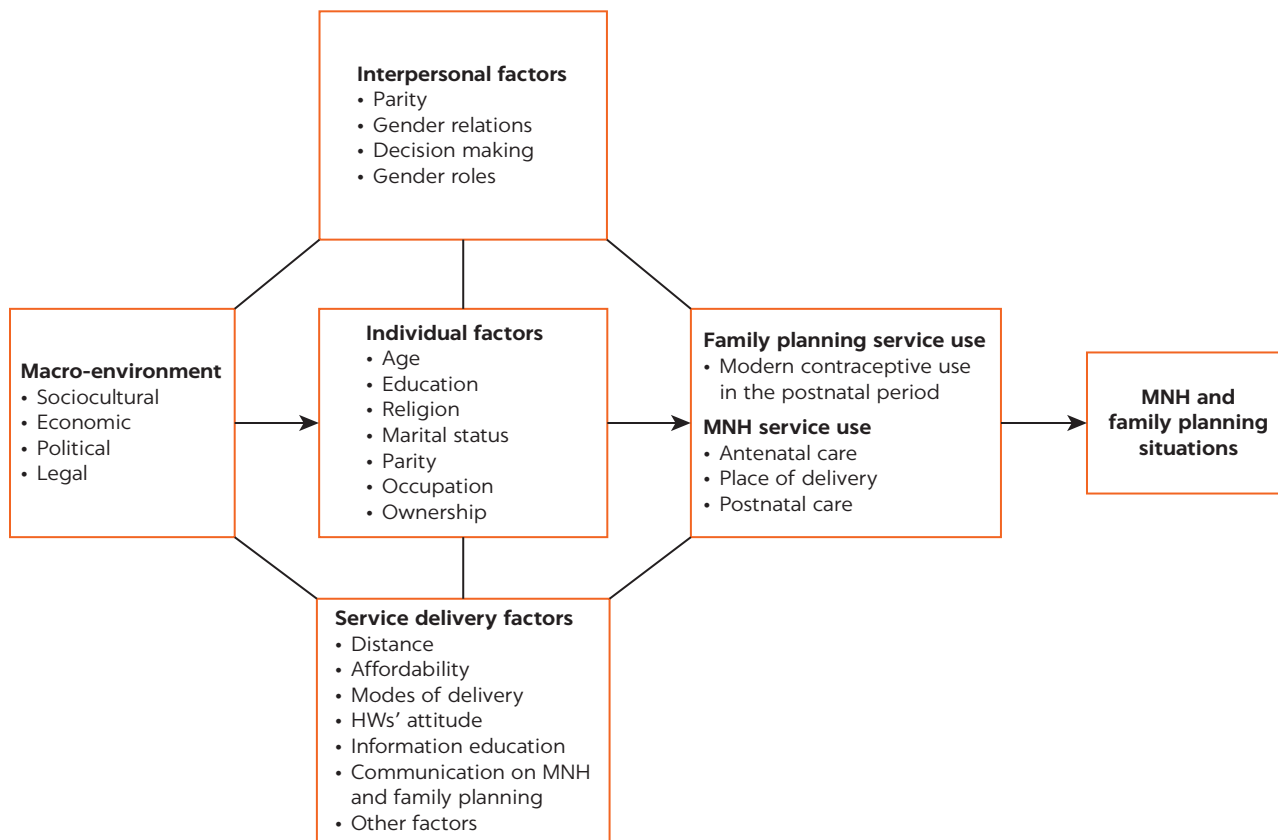 Interpersonal factors
• Parity
• Gender relations
• Decision making
• Gender roles
Macro-environment
• Sociocultural
• Economic
• Political
• Legal
Individual factors
• Age
• Education
• Religion
• Marital status
• Parity
• Occupation
• Ownership
Family planning service use
• Modern contraceptive use
in the postnatal period
MNH service use
• Antenatal care
• Place of delivery
• Postnatal care
MNH and
family planning
situations
Service delivery factors
• Distance
• Affordability
• Modes of delivery
• HWs’ attitude
• Information education
• Communication on MNH
and family planning
• Other factors